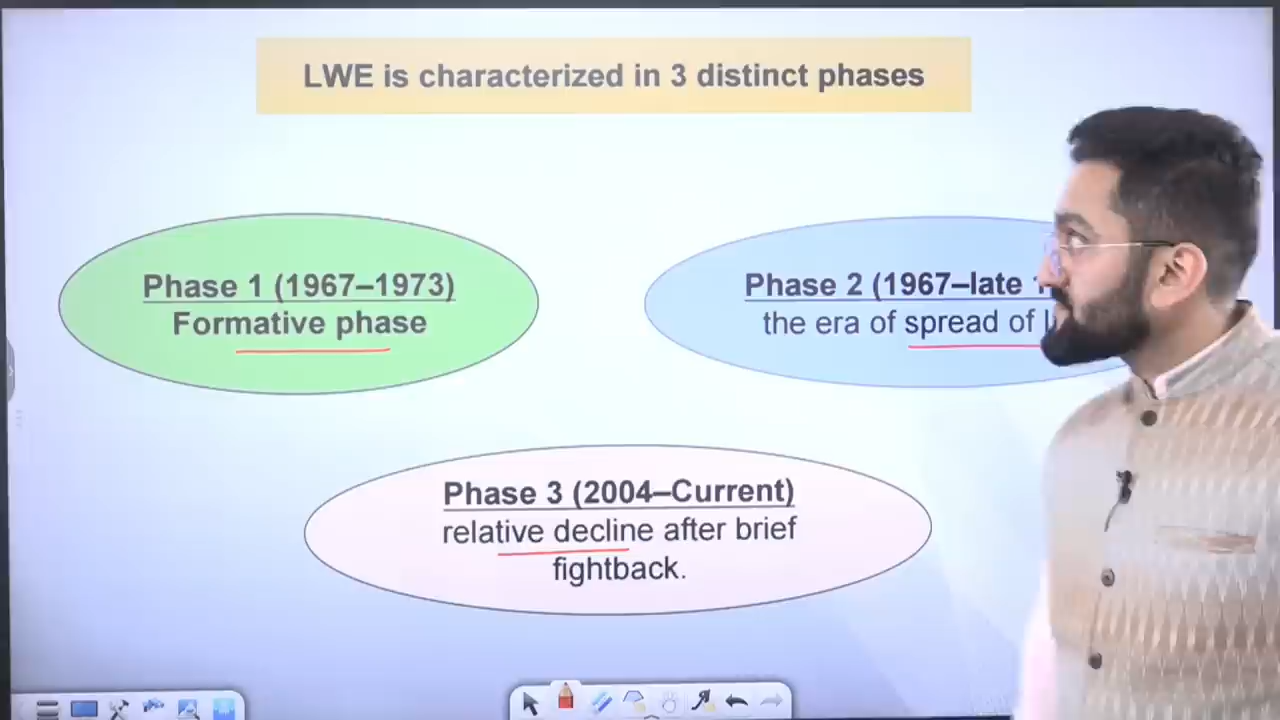 LWE is characterized in 3 distinct phases
Phase 1 (1967–1973)
Formative phase
Phase 2 (1967–late
the era of spread of
Phase 3 (2004–Current)
relative decline after brief
fightback.